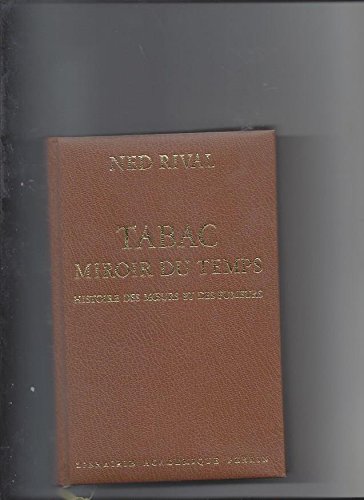 NED RIVAL
TABAC
MIROIR DU TEMPS
HISTOIRE DES MŒURS ET DES FUMEURS
LIBRAIRIE ACADÉMIQUE PERRIN